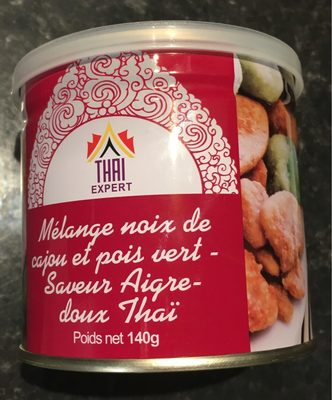 THAI
EXPERT
Mélange noix de
cajou et pois vert -
Saveur Aigre-
doux Thaï
Poids net 140g